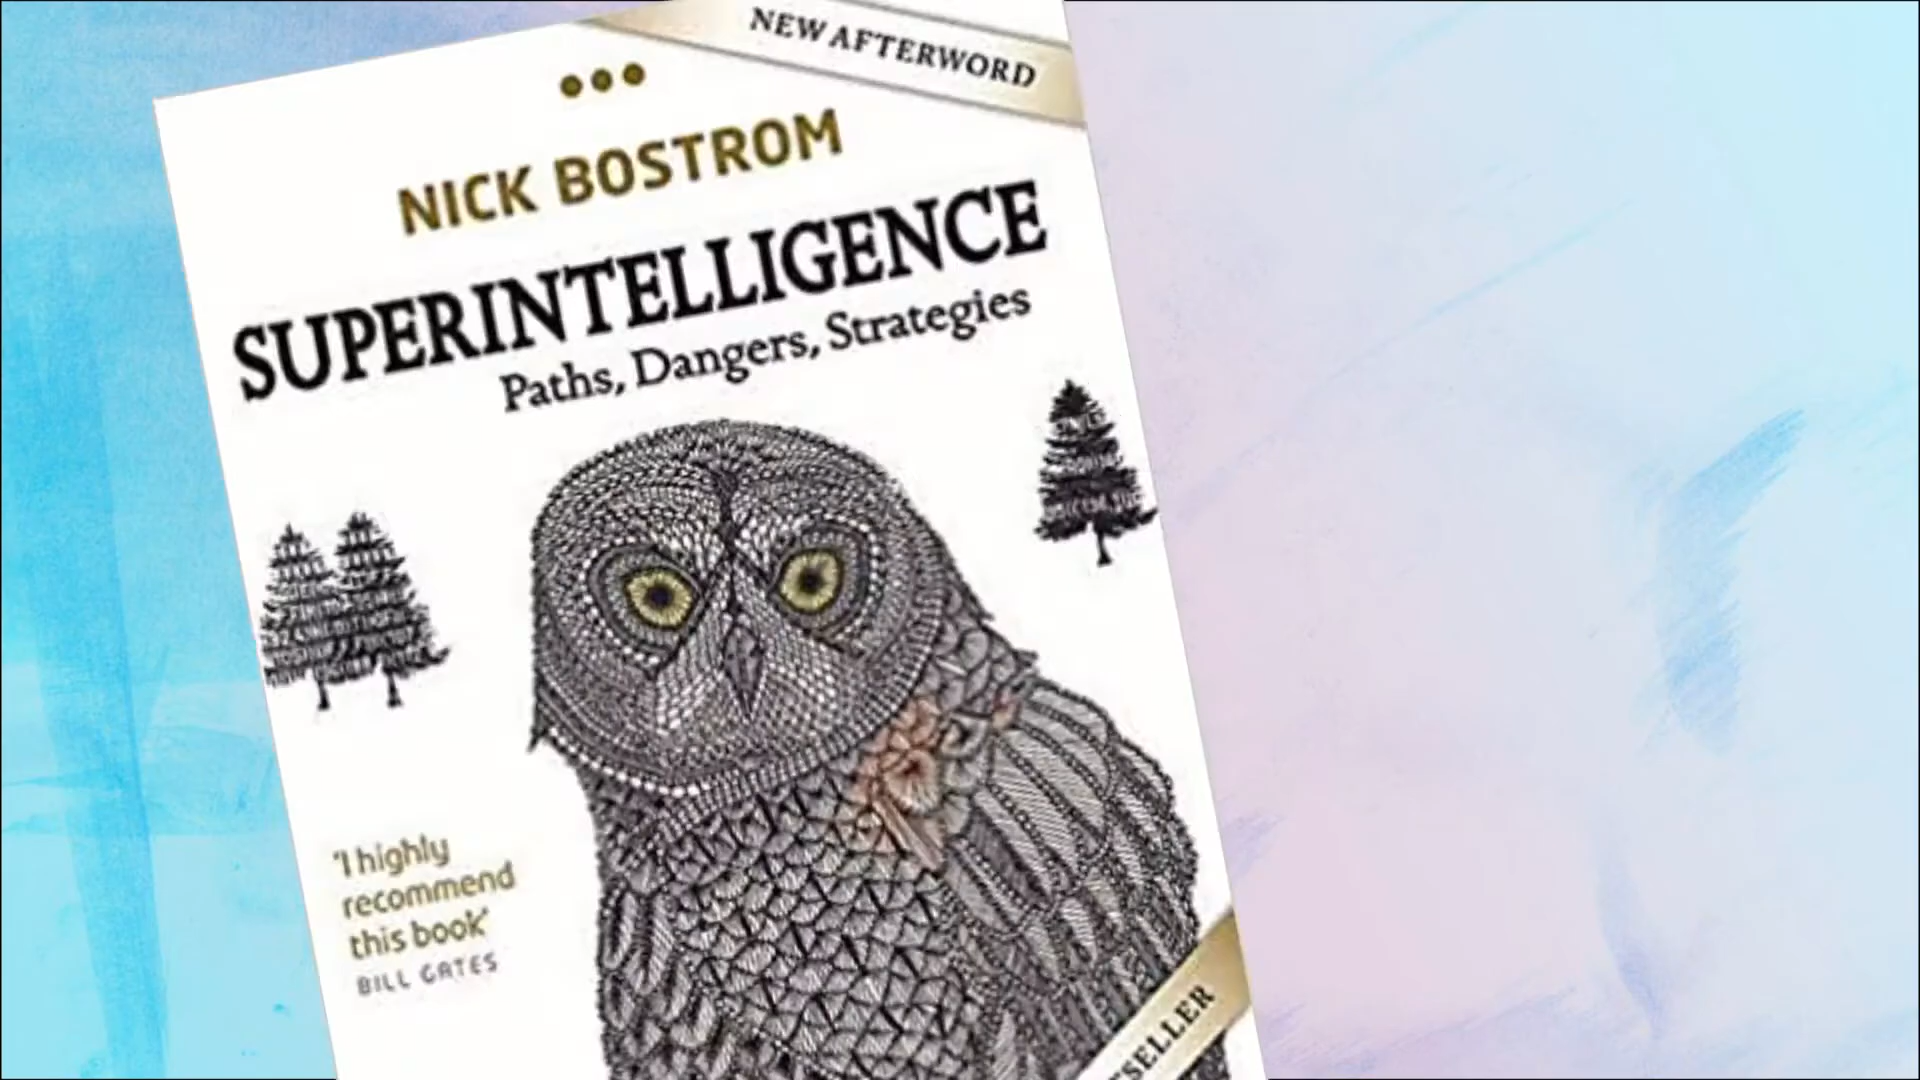 NEW AFTERWORD
NICK BOSTROM
SUPERINTELLIGENCE
Paths, Dangers, Strategies
'I highly
recommend
this book'
BILL GATES
SELLER